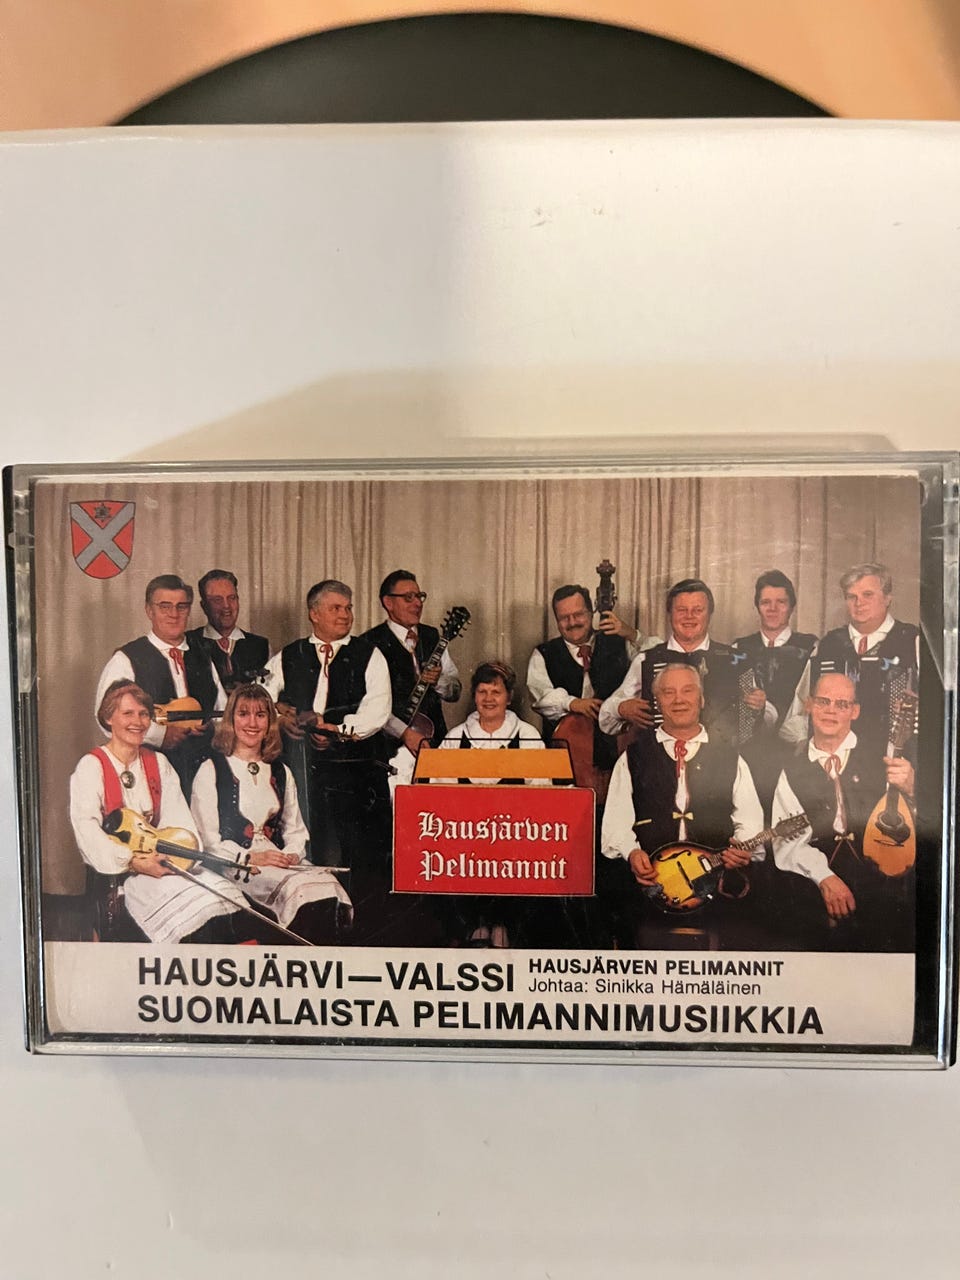 Hausjärven
Pelimannit
HAUSJÄRVI—VALSSI
HAUSJÄRVEN PELIMANNIT
Johtaa: Sinikka Hämäläinen
SUOMALAISTA PELIMANNIMUSIIKKIA